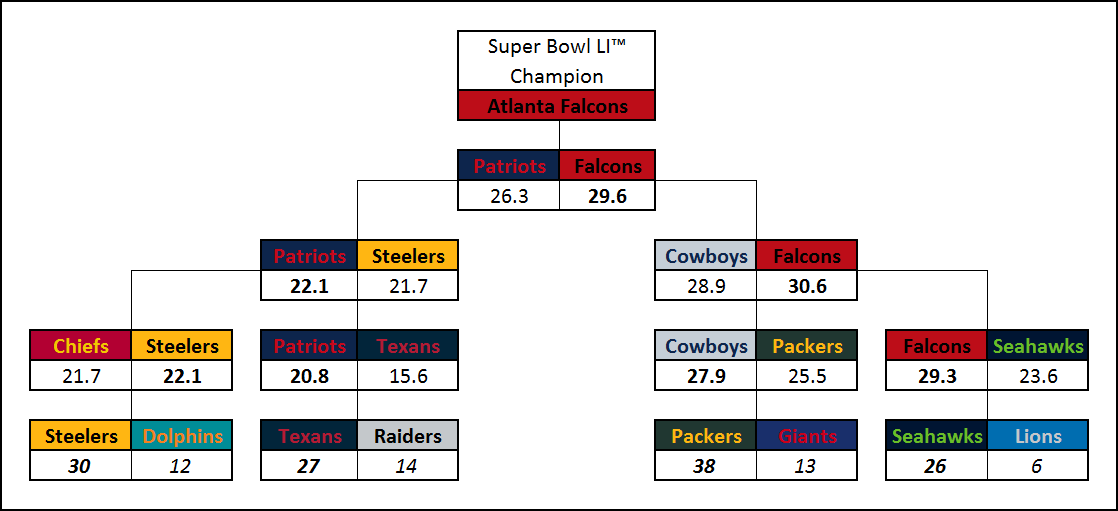 Super Bowl LI™
Champion
Atlanta Falcons
Patriots Falcons
26.3 29.6
Patriots Steelers Cowboys Falcons
22.1 21.7 28.9 30.6
Chiefs Steelers Patriots Texans Cowboys Packers Falcons Seahawks
21.7 22.1 20.8 15.6 27.9 25.5 29.3 23.6
Steelers Dolphins Texans Raiders Packers Giants Seahawks Lions
30 12 27 14 38 13 26 6